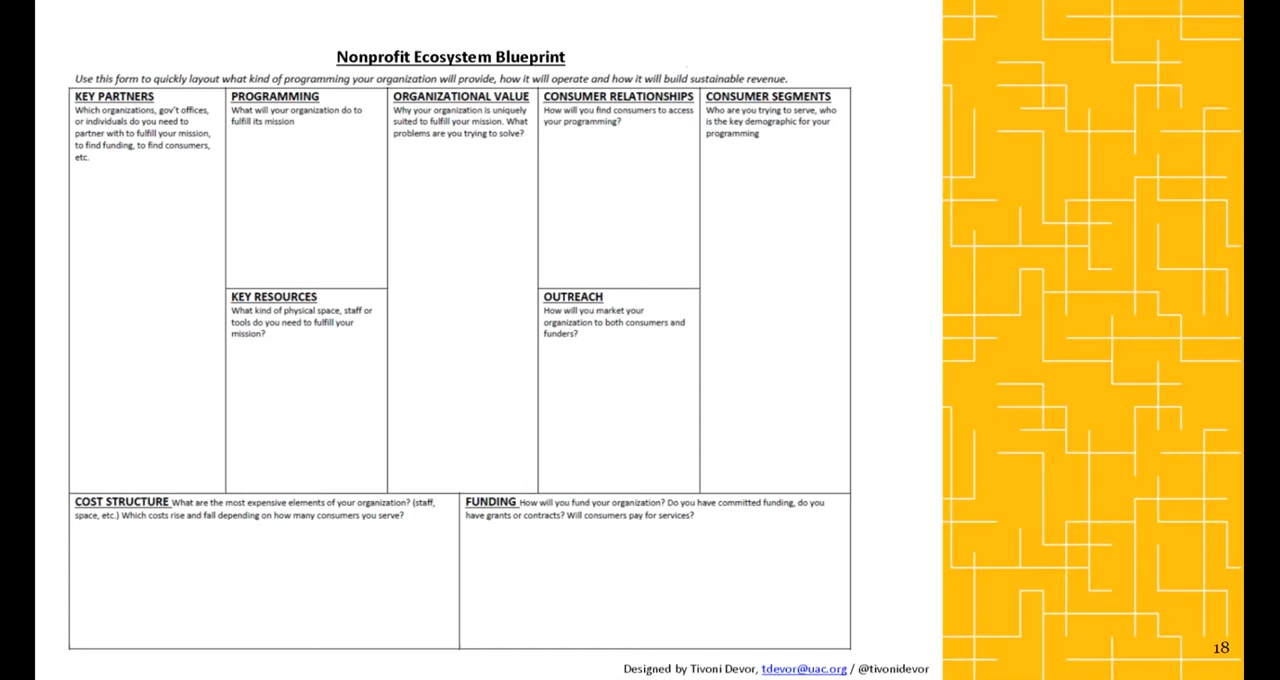 Nonprofit Ecosystem Blueprint
Use this form to quickly layout what kind of programming your organization will provide, how it will operate and how it will build sustainable revenue.
KEY PARTNERS
Which organizations, gov't offices,
or individuals do you need to
partner with to fulfill your mission,
to find funding, to find consumers,
etc.
PROGRAMMING
What will your organization do to
fulfill its mission
KEY RESOURCES
What kind of physical space, staff or
tools do you need to fulfill your
mission?
ORGANIZATIONAL VALUE
Why your organization is uniquely
suited to fulfill your mission. What
problems are you trying to solve?
CONSUMER RELATIONSHIPS
How will you find consumers to access
your programming?
OUTREACH
How will you market your
organization to both consumers and
funders?
CONSUMER SEGMENTS
Who are you trying to serve, who
is the key demographic for your
programming
COST STRUCTURE What are the most expensive elements of your organization? (staff,
space, etc.) Which costs rise and fall depending on how many consumers you serve?
FUNDING How will you fund your organization? Do you have committed funding, do you
have grants or contracts? Will consumers pay for services?
Designed by Tivoni Devor, tdevor@uac.org / @tivonidevor
18